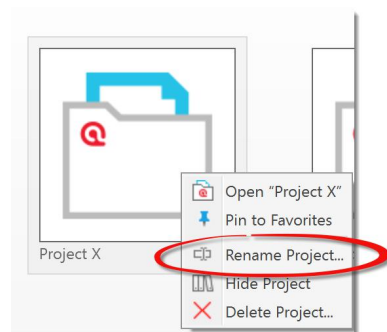 Open "Project X"
Pin to Favorites
Project X
Rename Project...
Hide Project
Delete Project...